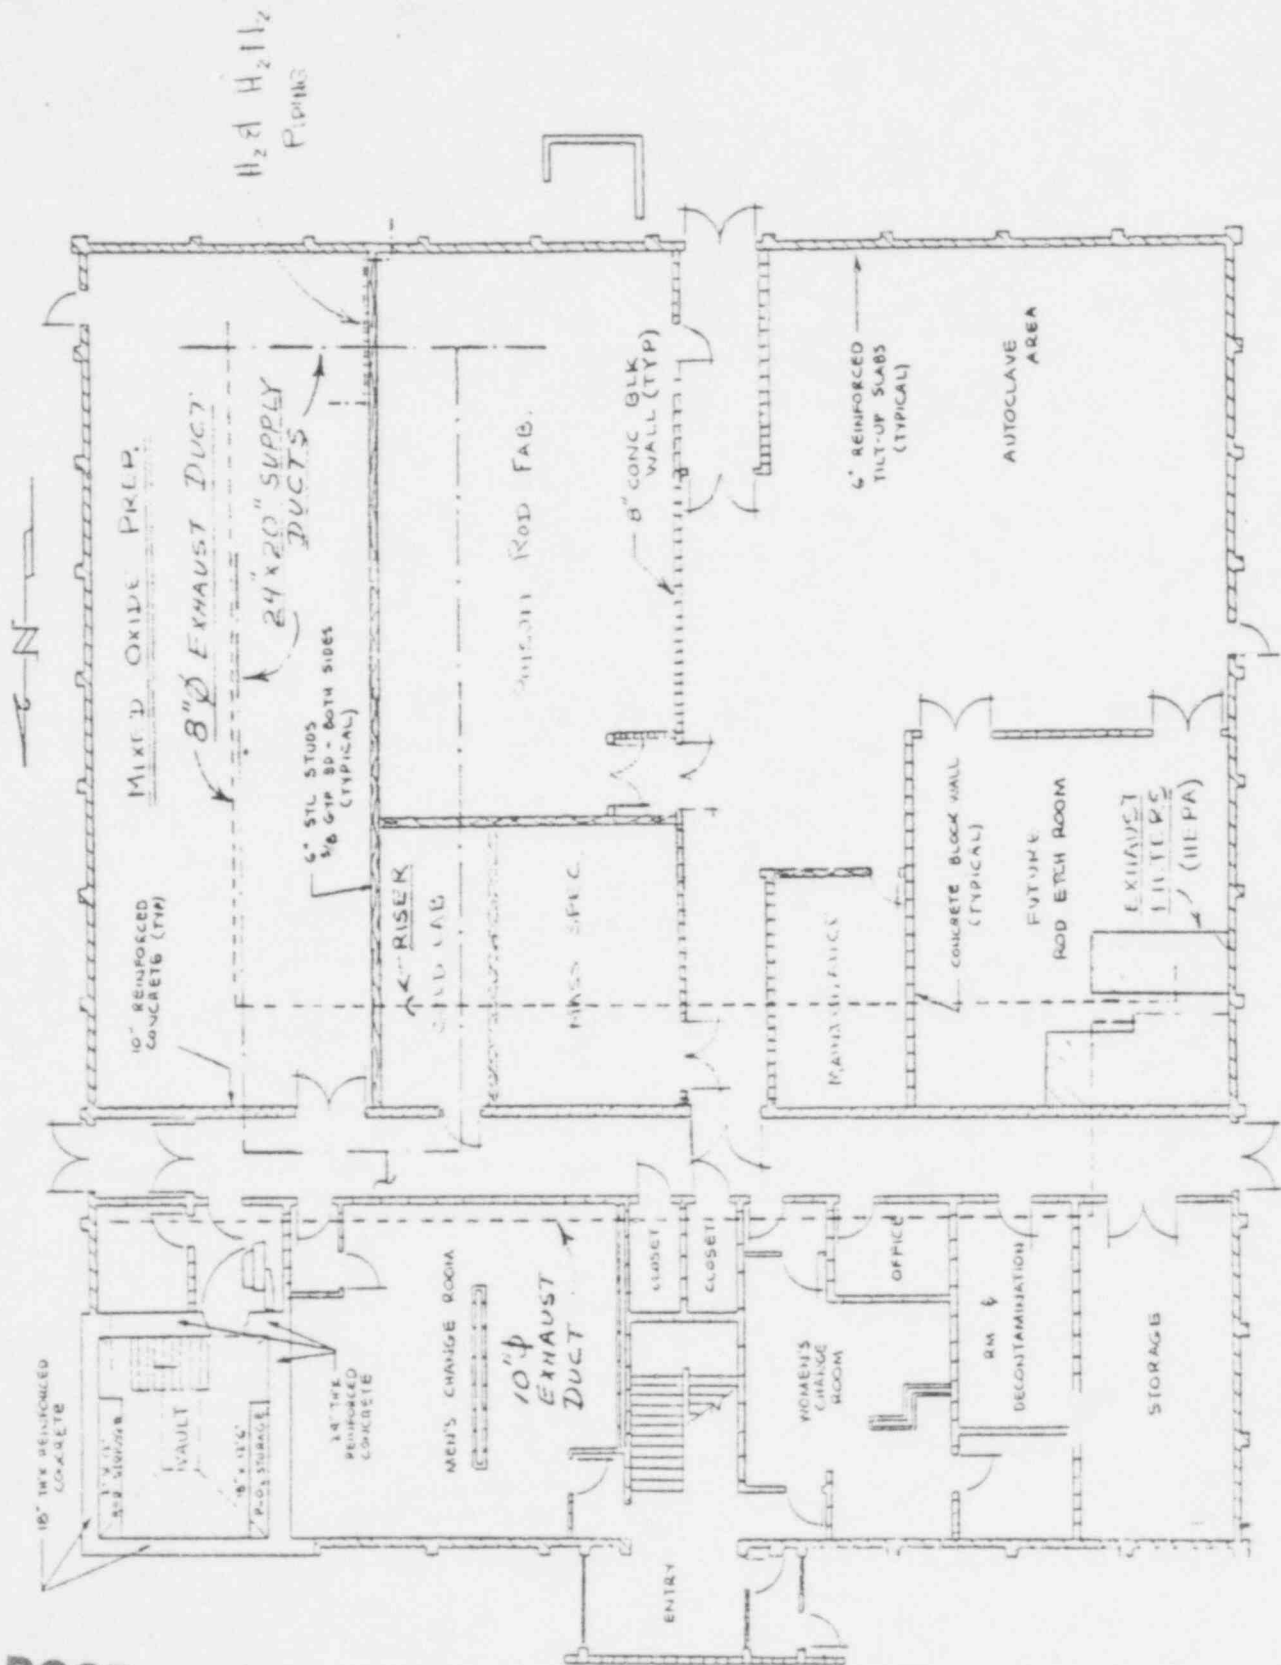 N
PIPING
MIXED OXIDE PREP.
8"Ø EXHAUST DUCT
24"x20" SUPPLY
DUCTS
6" STL STUDS
5/8 GYP BD - BOTH SIDES
(TYPICAL)
10" REINFORCED
CONCRETE (TYP)
RISER
LAB
MASS SPEC
ROD FAB.
8" CONC BLK
WALL (TYP)
6" REINFORCED
TILT-UP SLABS
(TYPICAL)
AUTOCLAVE
AREA
MAINTENANCE
CONCRETE BLOCK WALL
(TYPICAL)
FUTURE
ROD ETCH ROOM
EXHAUST
FILTERS
(HEPA)
18" THK REINFORCED
CONCRETE
VAULT
STORAGE
THK
REINFORCED
CONCRETE
MEN'S CHANGE ROOM
10"ϕ
EXHAUST
DUCT
CLOSET
CLOSET
ENTRY
WOMEN'S
CHANGE
ROOM
OFFICE
RM &
DECONTAMINATION
STORAGE